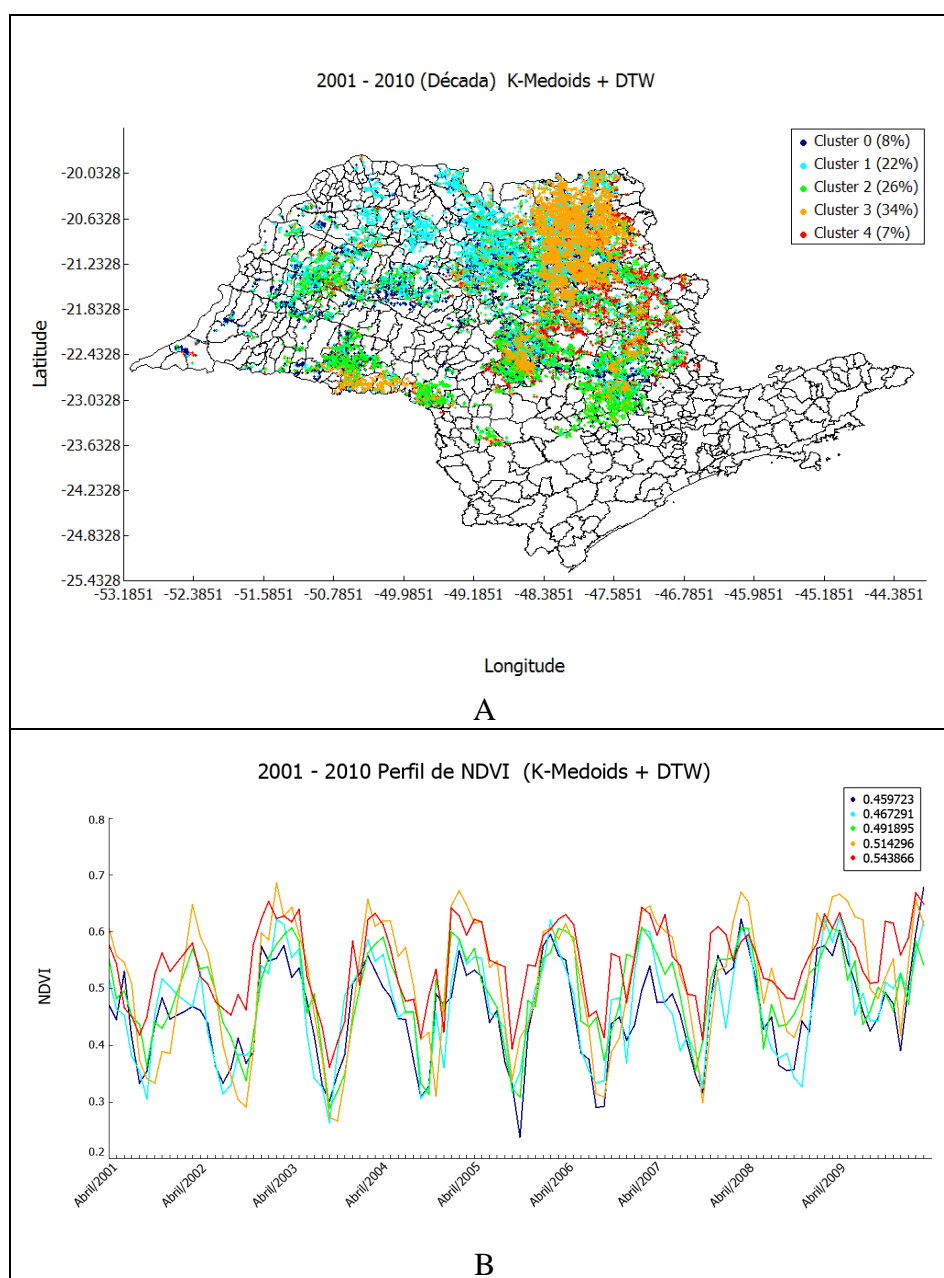 2001 - 2010 (Década) K-Medoids + DTW
Cluster 0 (8%)
Cluster 1 (22%)
Cluster 2 (26%)
Cluster 3 (34%)
Cluster 4 (7%)
Latitude
-20.0328
-20.6328
-21.2328
-21.8328
-22.4328
-23.0328
-23.6328
-24.2328
-24.8328
-25.4328
-53.1851 -52.3851 -51.5851 -50.7851 -49.9851 -49.1851 -48.3851 -47.5851 -46.7851 -45.9851 -45.1851 -44.3851
Longitude
A
2001 - 2010 Perfil de NDVI (K-Medoids + DTW)
0.459723
0.467291
0.491895
0.514296
0.543866
NDVI
0.8
0.7
0.6
0.5
0.4
0.3
0.2
Abril/2001 Abril/2002 Abril/2003 Abril/2004 Abril/2005 Abril/2006 Abril/2007 Abril/2008 Abril/2009
B